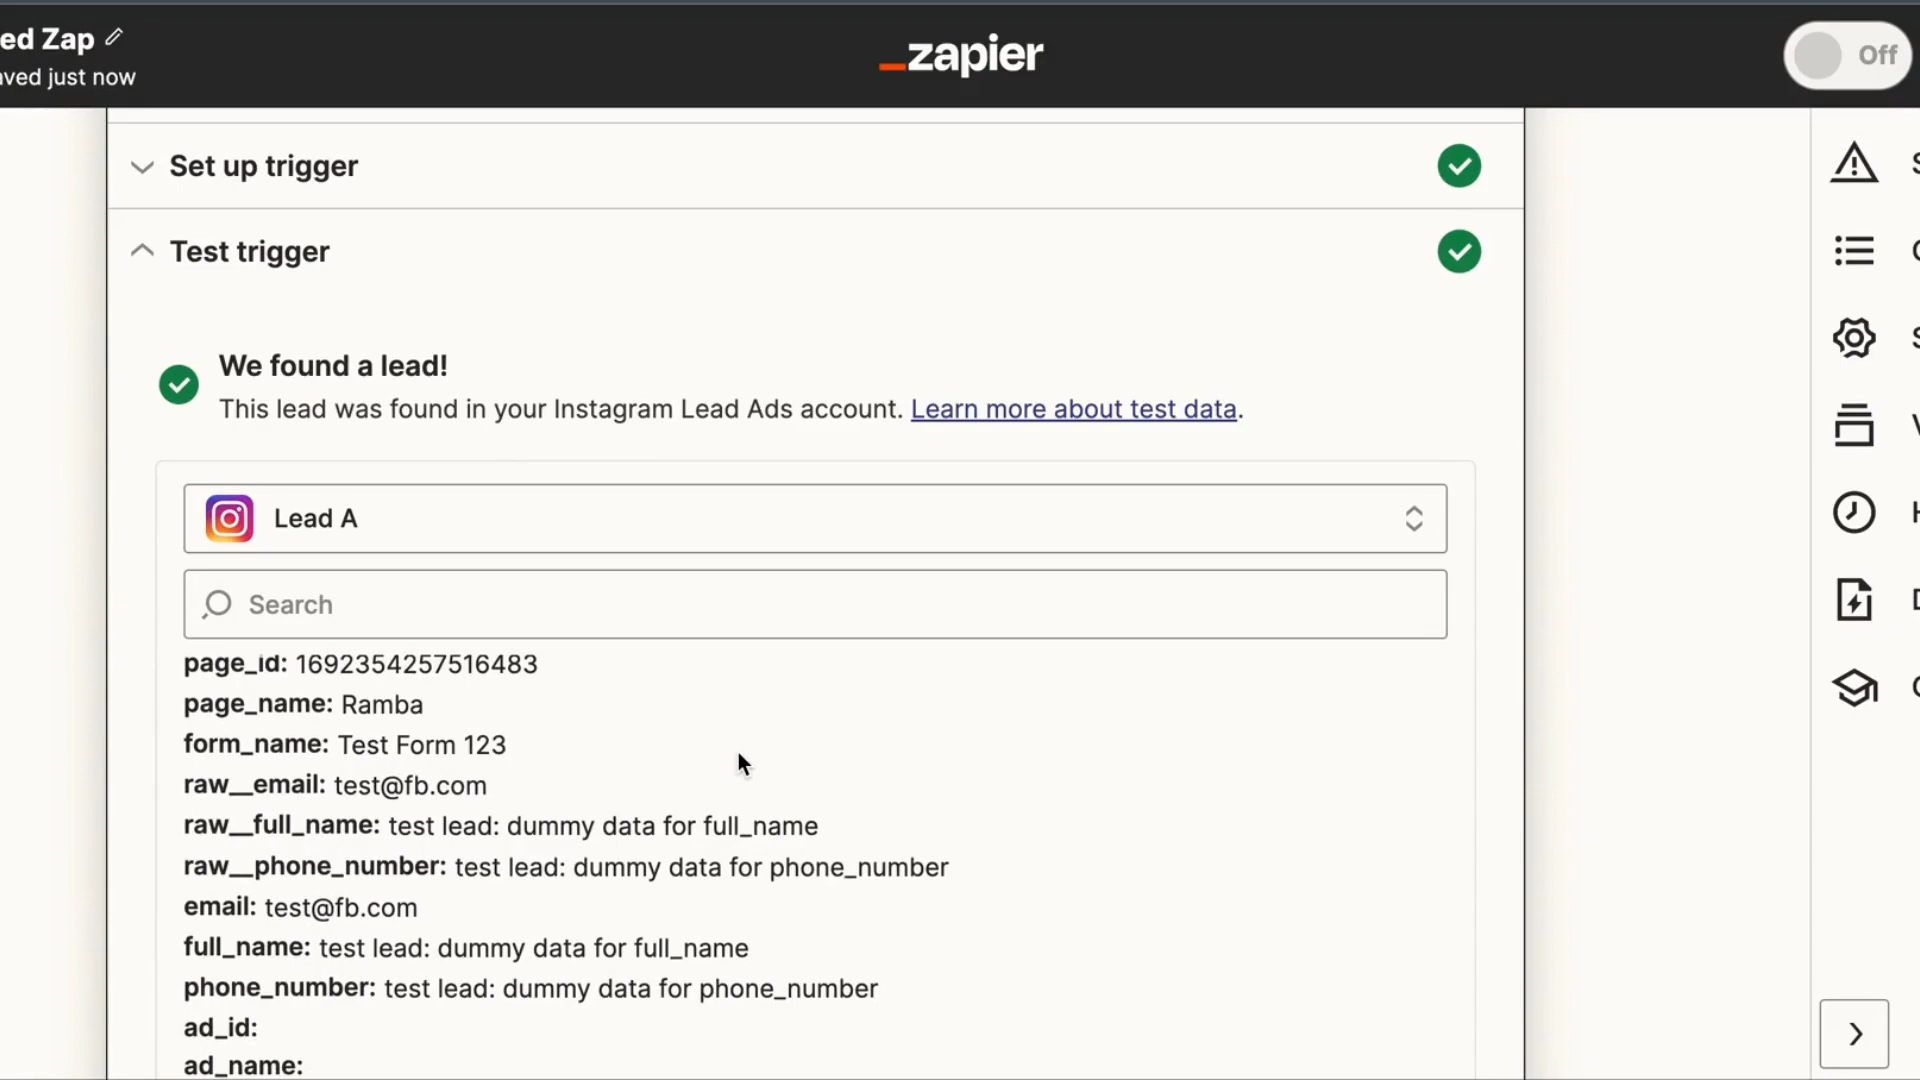 ed Zap
aved just now
zapier
Off
Set up trigger
Test trigger
We found a lead!
This lead was found in your Instagram Lead Ads account. Learn more about test data.
Lead A
Search
page_id: 1692354257516483
page_name: Ramba
form_name: Test Form 123
raw__email: test@fb.com
raw__full_name: test lead: dummy data for full_name
raw__phone_number: test lead: dummy data for phone_number
email: test@fb.com
full_name: test lead: dummy data for full_name
phone_number: test lead: dummy data for phone_number
ad_id:
ad_name: